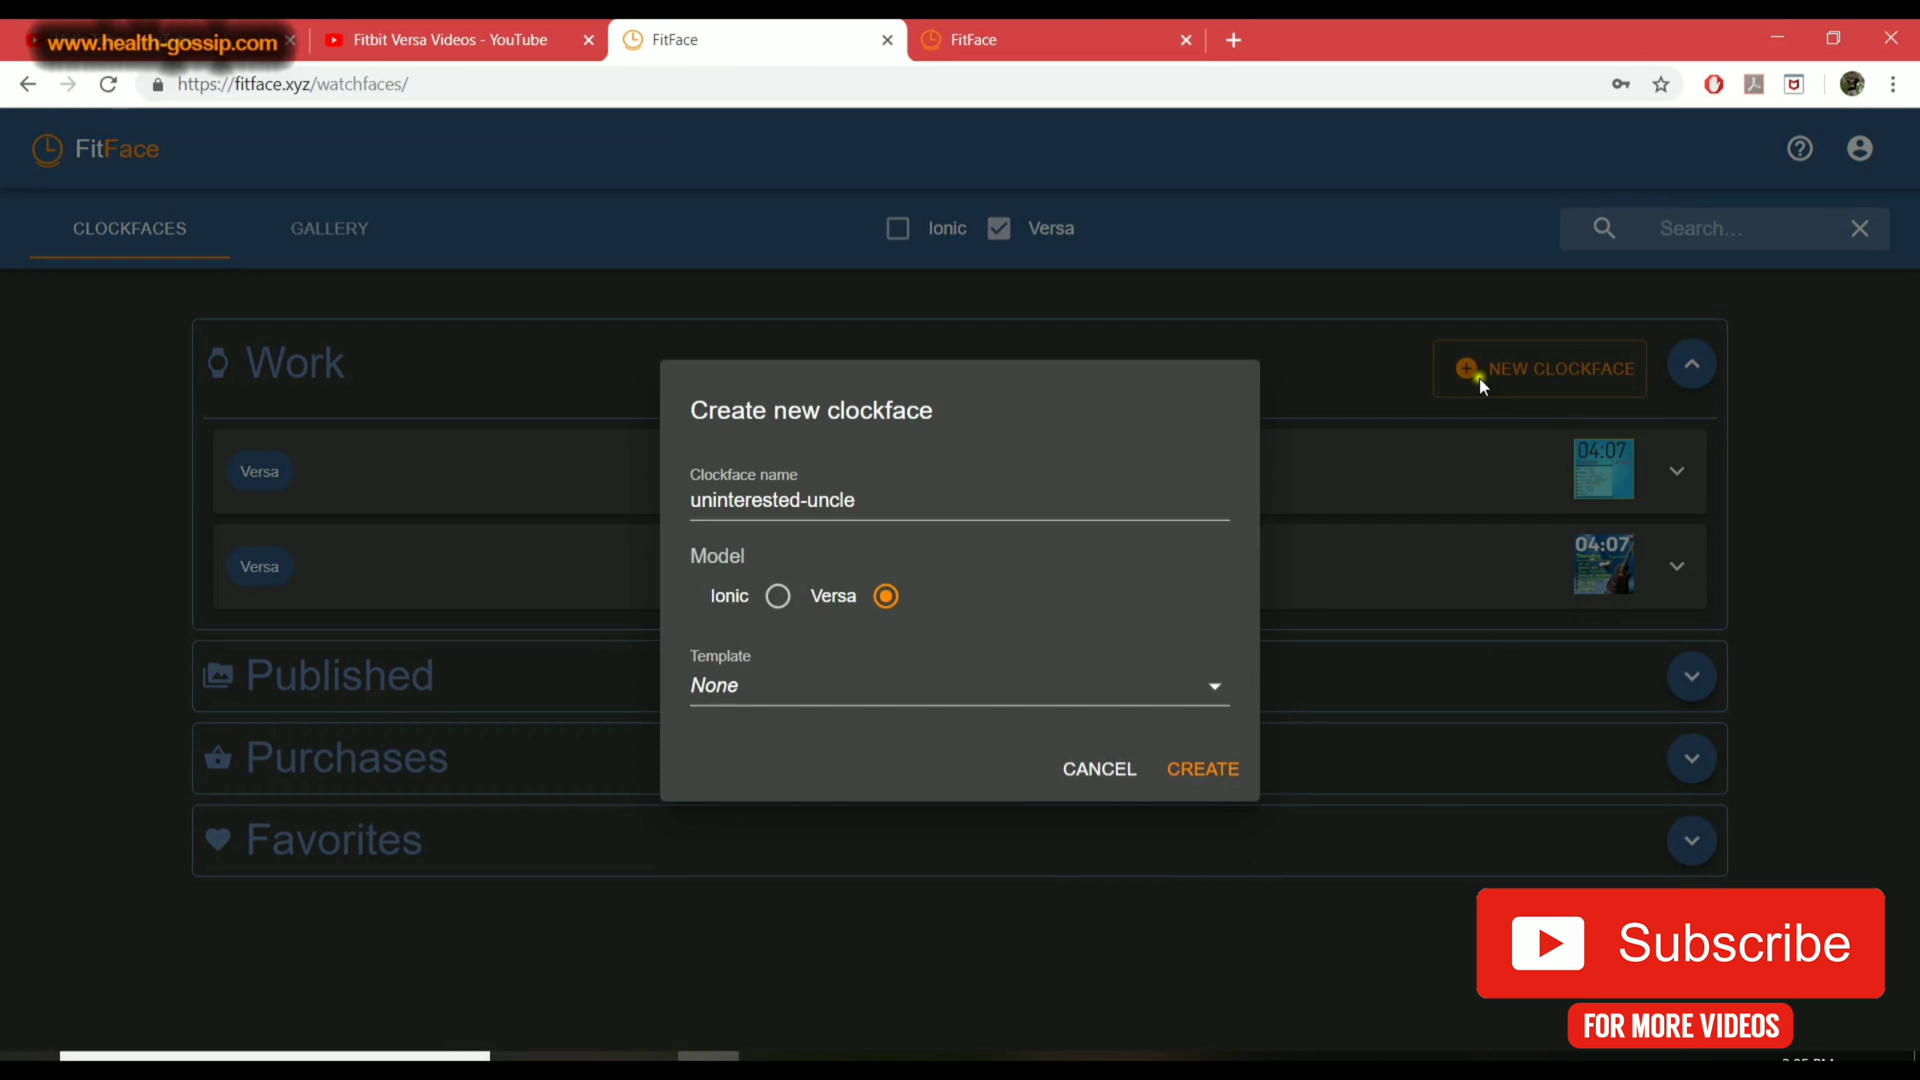 www.health-gossip.com
Fitbit Versa Videos - YouTube
FitFace
FitFace
https://fitface.xyz/watchfaces/
FitFace
CLOCKFACES
GALLERY
Ionic
Versa
Search...
Work
NEW CLOCKFACE
Create new clockface
Clockface name
uninterested-uncle
Versa
04:07
Model
Versa
04:07
Ionic
Versa
Template
None
Published
Purchases
CANCEL
CREATE
Favorites
Subscribe
FOR MORE VIDEOS